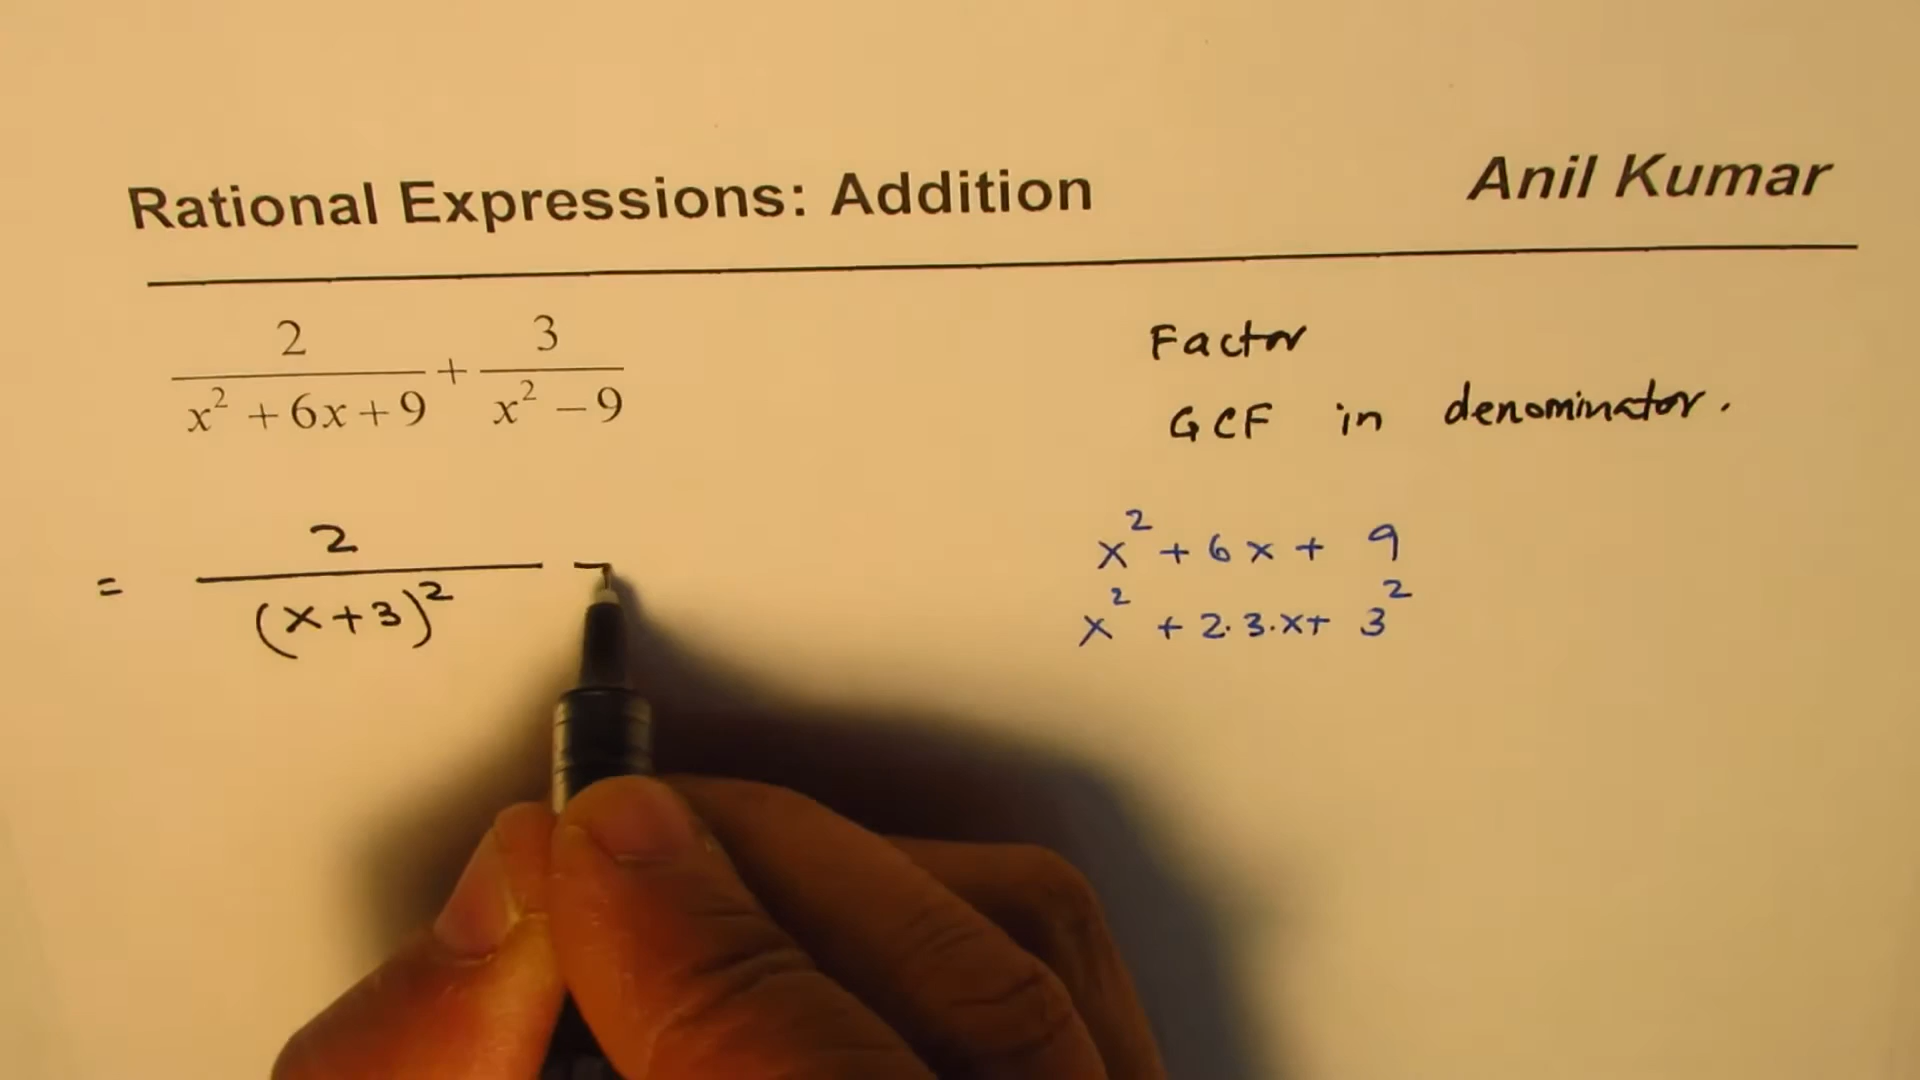 Rational Expressions: Addition
Anil Kumar
2/(x² + 6x + 9) + 3/(x² − 9)
Factor
GCF in denominator.
= 2/(x+3)² −
x² + 6x + 9
x² + 2·3·x + 3²